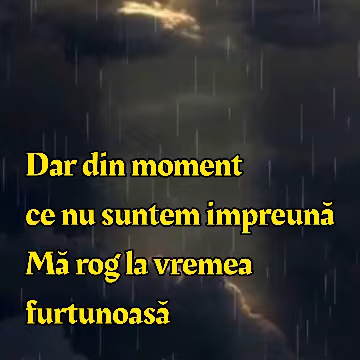 Dar din moment
ce nu suntem impreună
Mă rog la vremea
furtunoasă